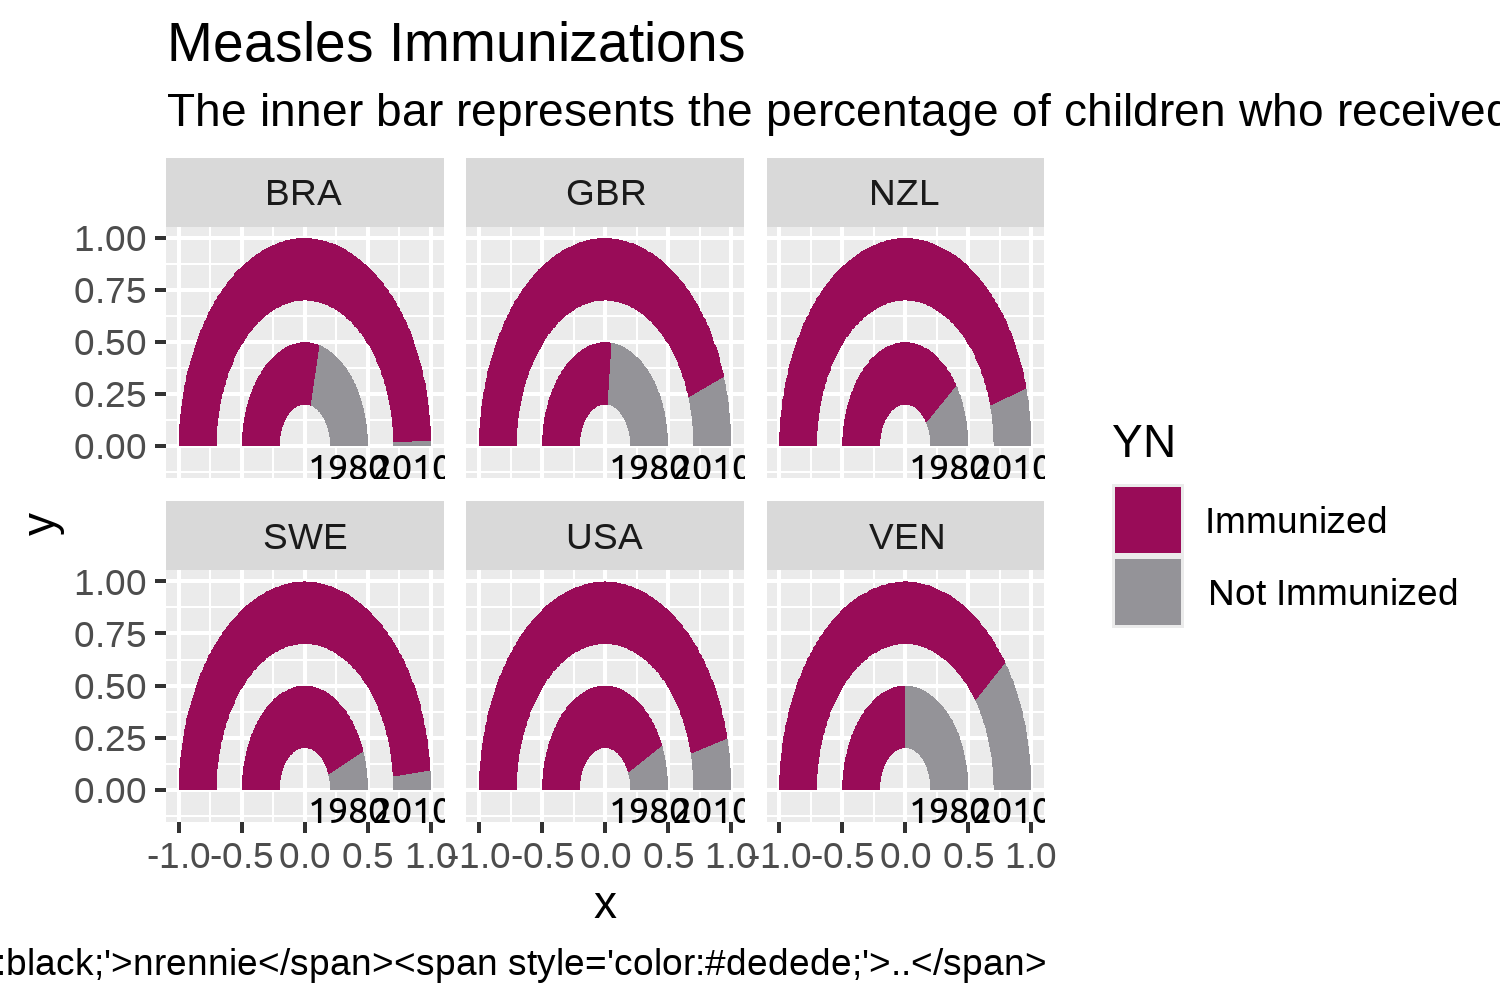 Measles Immunizations
The inner bar represents the percentage of children who received
BRA GBR NZL
1.00
0.75
0.50
0.25
0.00
1980 2010 1980 2010 1980 2010
y
SWE USA VEN
1.00
0.75
0.50
0.25
0.00
1980 2010 1980 2010 1980 2010
-1.0 -0.5 0.0 0.5 1.0 -1.0 -0.5 0.0 0.5 1.0 -1.0 -0.5 0.0 0.5 1.0
x
YN
Immunized
Not Immunized
:black;'>nrennie</span><span style='color:#dedede;'>..</span>